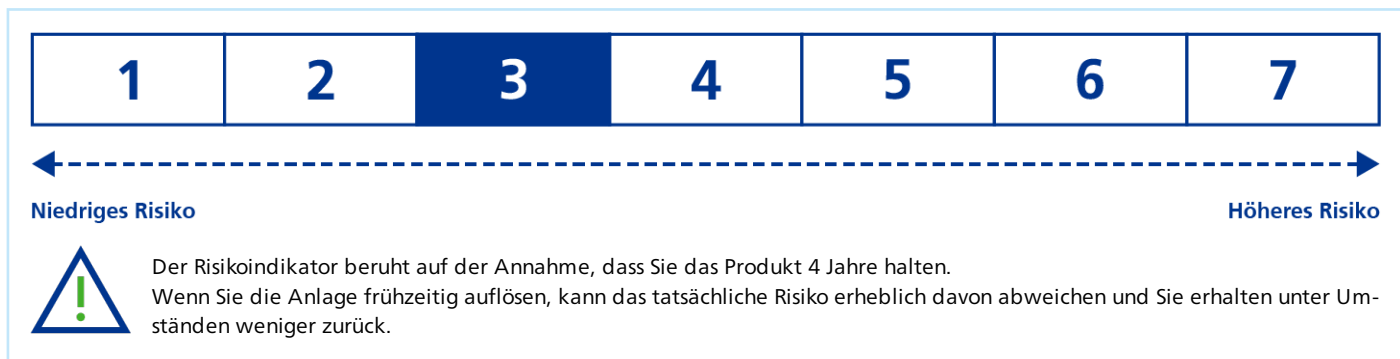 1 2 3 4 5 6 7
Niedriges Risiko Höheres Risiko
!
Der Risikoindikator beruht auf der Annahme, dass Sie das Produkt 4 Jahre halten.
Wenn Sie die Anlage frühzeitig auflösen, kann das tatsächliche Risiko erheblich davon abweichen und Sie erhalten unter Um-
ständen weniger zurück.